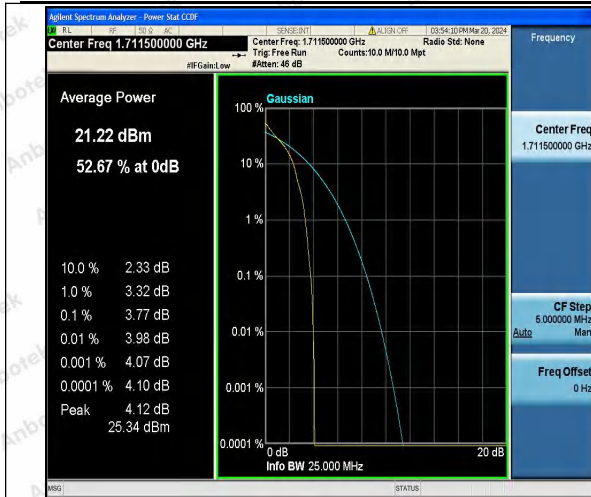 Agilent Spectrum Analyzer - Power Stat CCDF
RL RF 50 Ω AC SENSE:INT ALIGN OFF 03:54:10 PM Mar 20, 2024
Center Freq 1.711500000 GHz
Center Freq: 1.711500000 GHz Radio Std: None
Trig: Free Run Counts:10.0 M/10.0 Mpt
#IFGain:Low #Atten: 46 dB
Frequency
Average Power
21.22 dBm
52.67 % at 0dB
10.0 % 2.33 dB
1.0 % 3.32 dB
0.1 % 3.77 dB
0.01 % 3.98 dB
0.001 % 4.07 dB
0.0001 % 4.10 dB
Peak 4.12 dB
25.34 dBm
Gaussian
100 %
10 %
1 %
0.1 %
0.01 %
0.001 %
0.0001 %
0 dB 20 dB
Info BW 25.000 MHz
Center Freq
1.711500000 GHz
CF Step
5.000000 MHz
Auto Man
Freq Offset
0 Hz
MSG STATUS